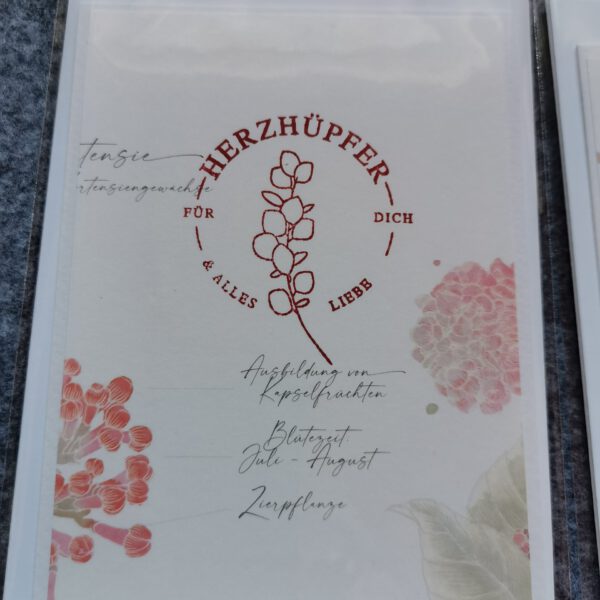 HERZHÜPFER
tensie
rtensiengewächse
FÜR DICH
& ALLES LIEBE
Ausbildung von
Kapselfrüchten
Blütezeit:
Juli - August
Zierpflanze